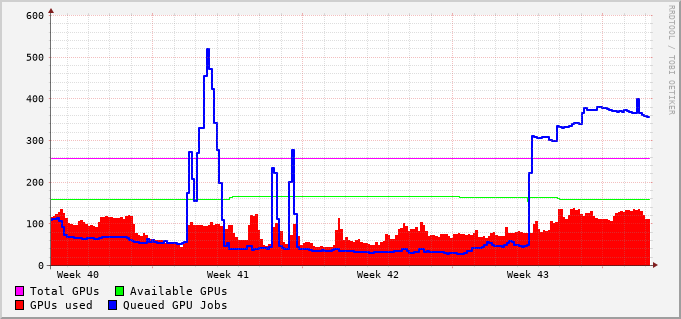 600
500
400
300
200
100
0
Week 40 Week 41 Week 42 Week 43
Total GPUs Available GPUs
GPUs used Queued GPU Jobs
RRDTOOL / TOBI OETIKER